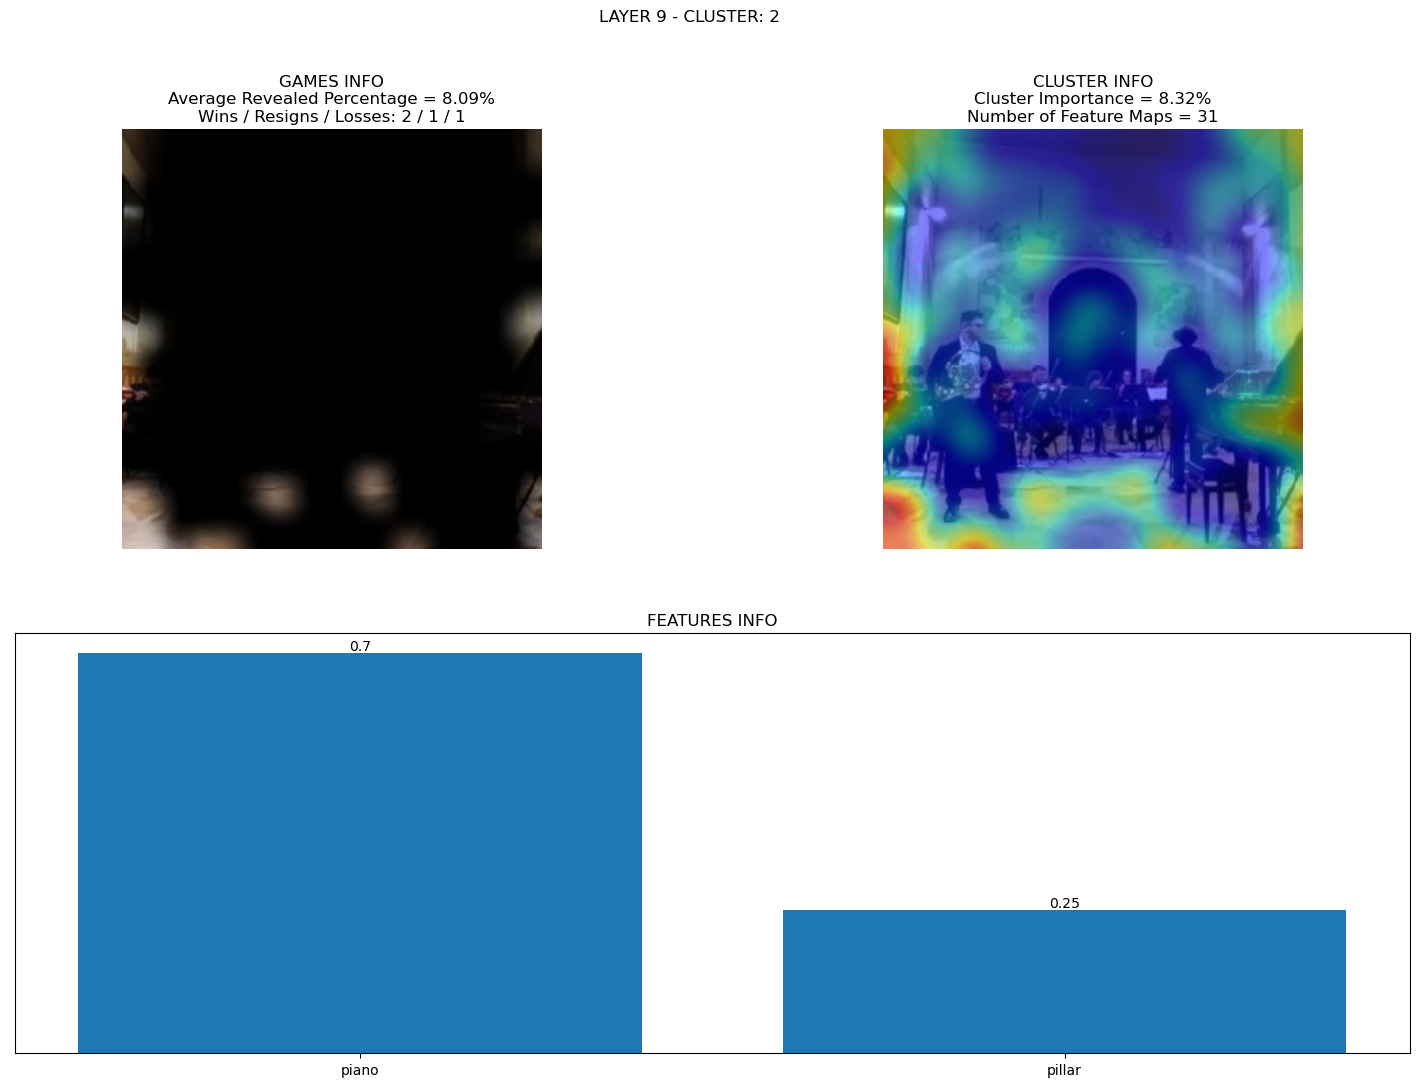 LAYER 9 - CLUSTER: 2
GAMES INFO
Average Revealed Percentage = 8.09%
Wins / Resigns / Losses: 2 / 1 / 1
CLUSTER INFO
Cluster Importance = 8.32%
Number of Feature Maps = 31
FEATURES INFO
0.7
0.25
piano
pillar